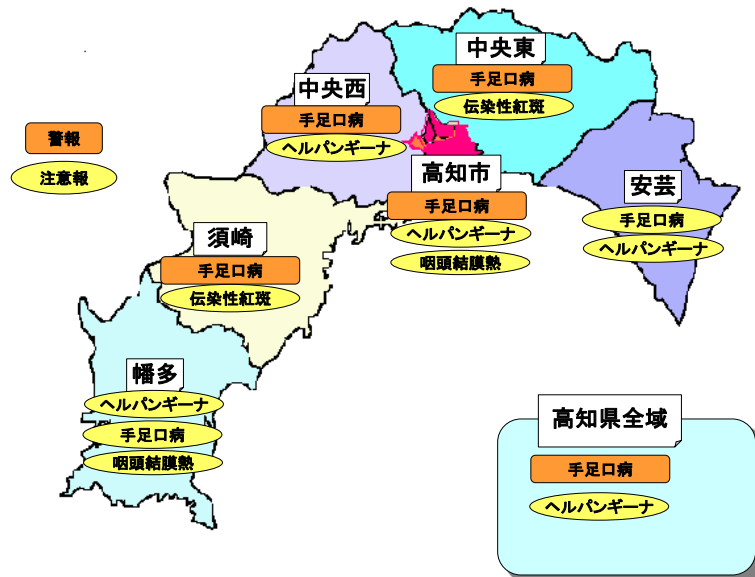 中央東
手足口病
伝染性紅斑
中央西
手足口病
ヘルパンギーナ
警報
注意報
高知市
手足口病
ヘルパンギーナ
咽頭結膜熱
安芸
手足口病
ヘルパンギーナ
須崎
手足口病
伝染性紅斑
幡多
ヘルパンギーナ
手足口病
咽頭結膜熱
高知県全域
手足口病
ヘルパンギーナ